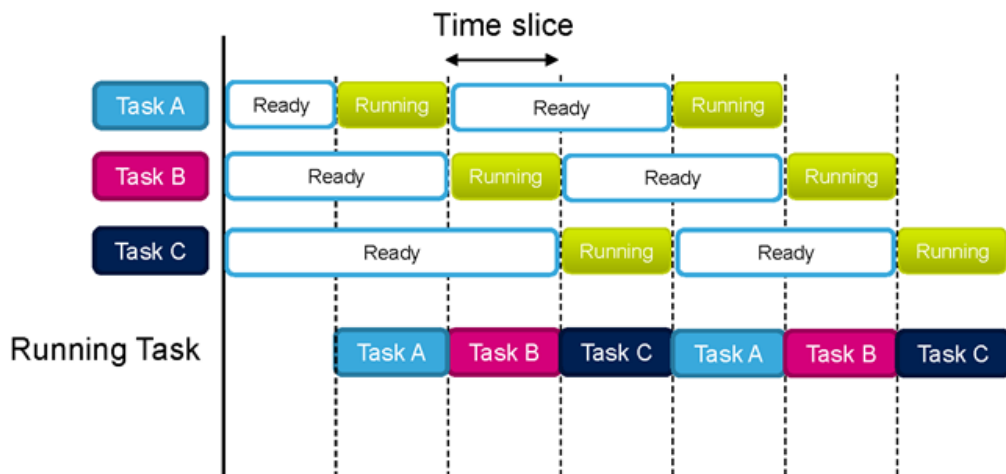 Time slice
Task A Ready Running Ready Running
Task B Ready Running Ready Running
Task C Ready Running Ready Running
Running Task Task A Task B Task C Task A Task B Task C